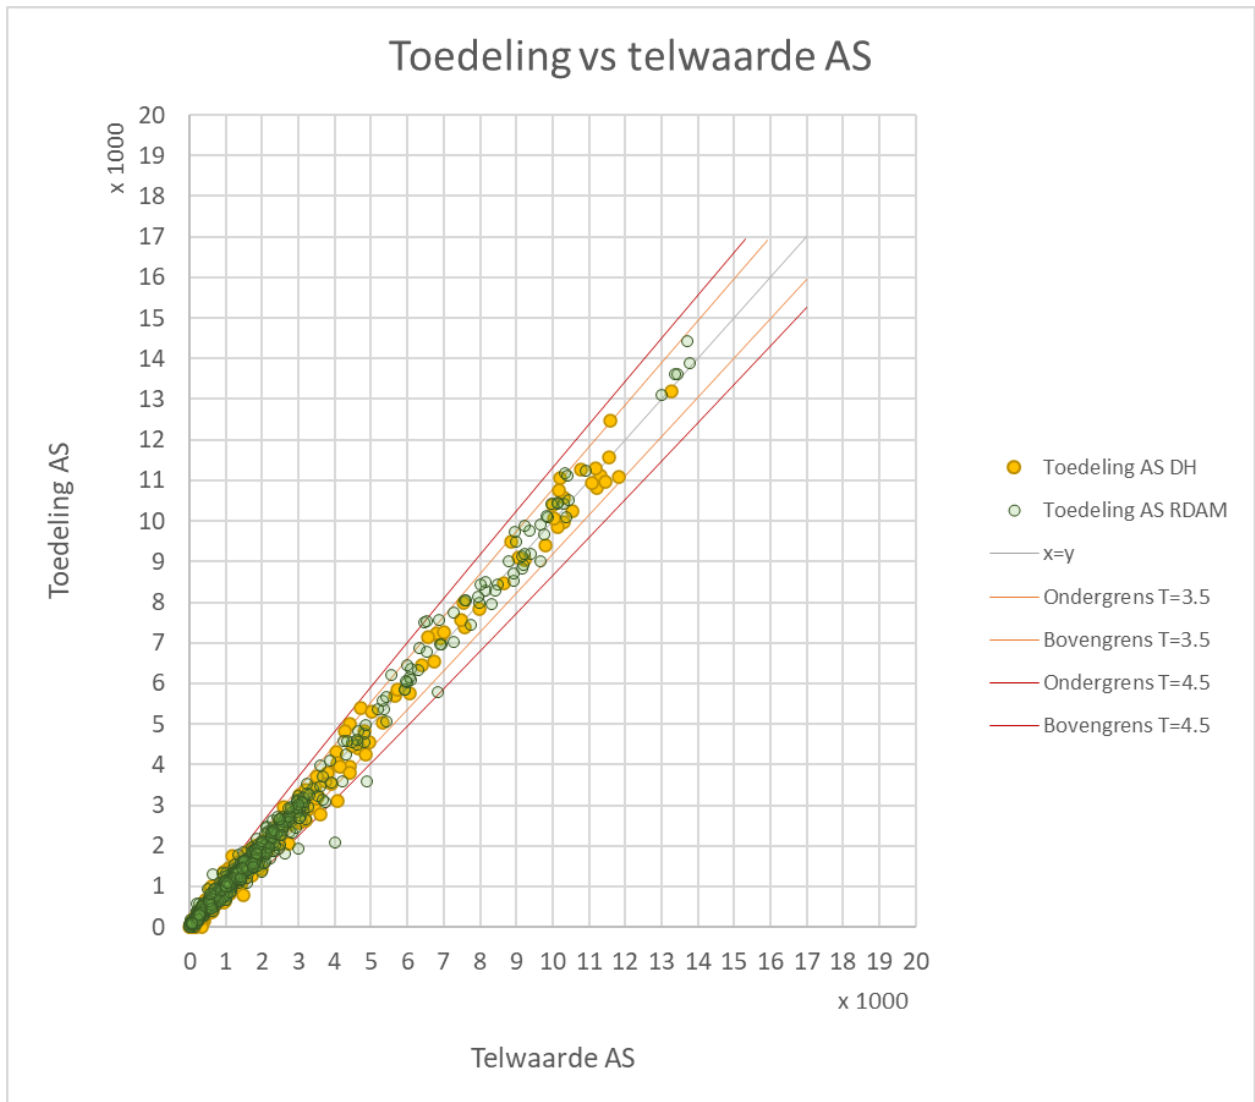 Toedeling vs telwaarde AS
x 1000
20
19
18
17
16
15
14
13
12
11
10
9
8
7
6
5
4
3
2
1
0
Toedeling AS
0 1 2 3 4 5 6 7 8 9 10 11 12 13 14 15 16 17 18 19 20
x 1000
Telwaarde AS
Toedeling AS DH
Toedeling AS RDAM
x=y
Ondergrens T=3.5
Bovengrens T=3.5
Ondergrens T=4.5
Bovengrens T=4.5